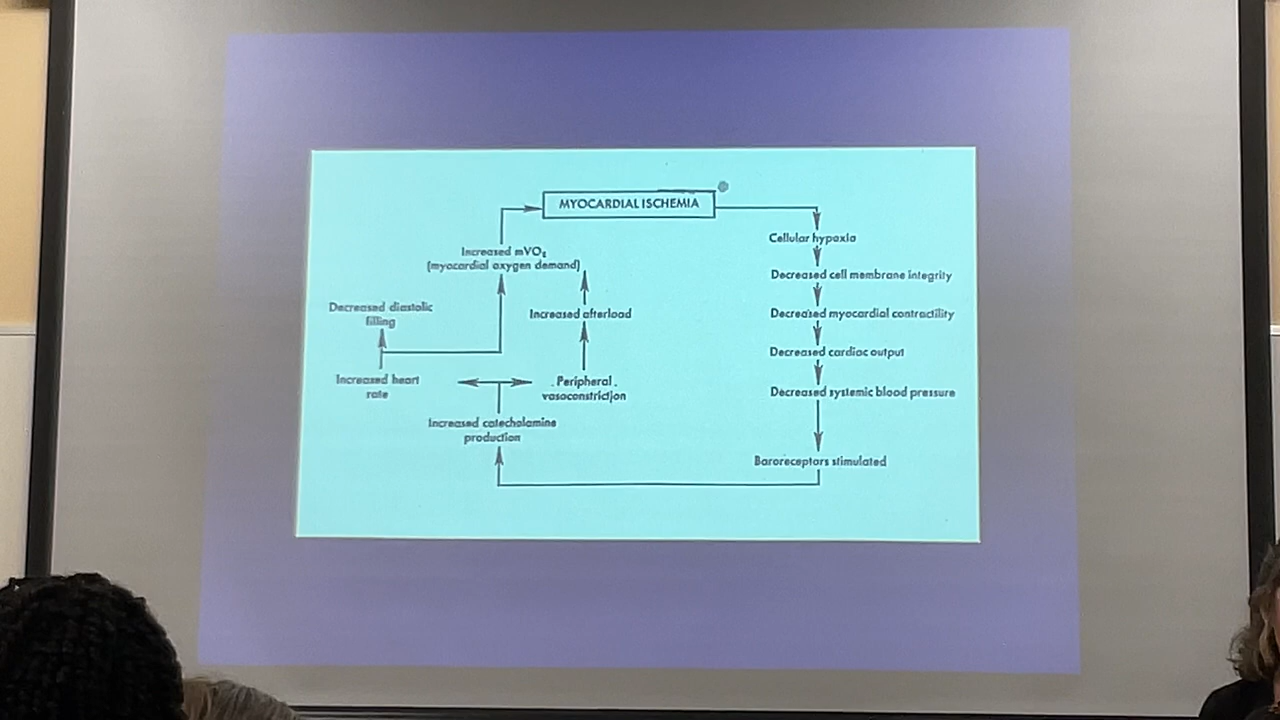 MYOCARDIAL ISCHEMIA
Cellular hypoxia
Increased mVO₂
(myocardial oxygen demand)
Decreased cell membrane integrity
Decreased diastolic
filling
Increased afterload
Decreased myocardial contractility
Decreased cardiac output
Increased heart
rate
Peripheral
vasoconstriction
Decreased systemic blood pressure
Increased catecholamine
production
Baroreceptors stimulated